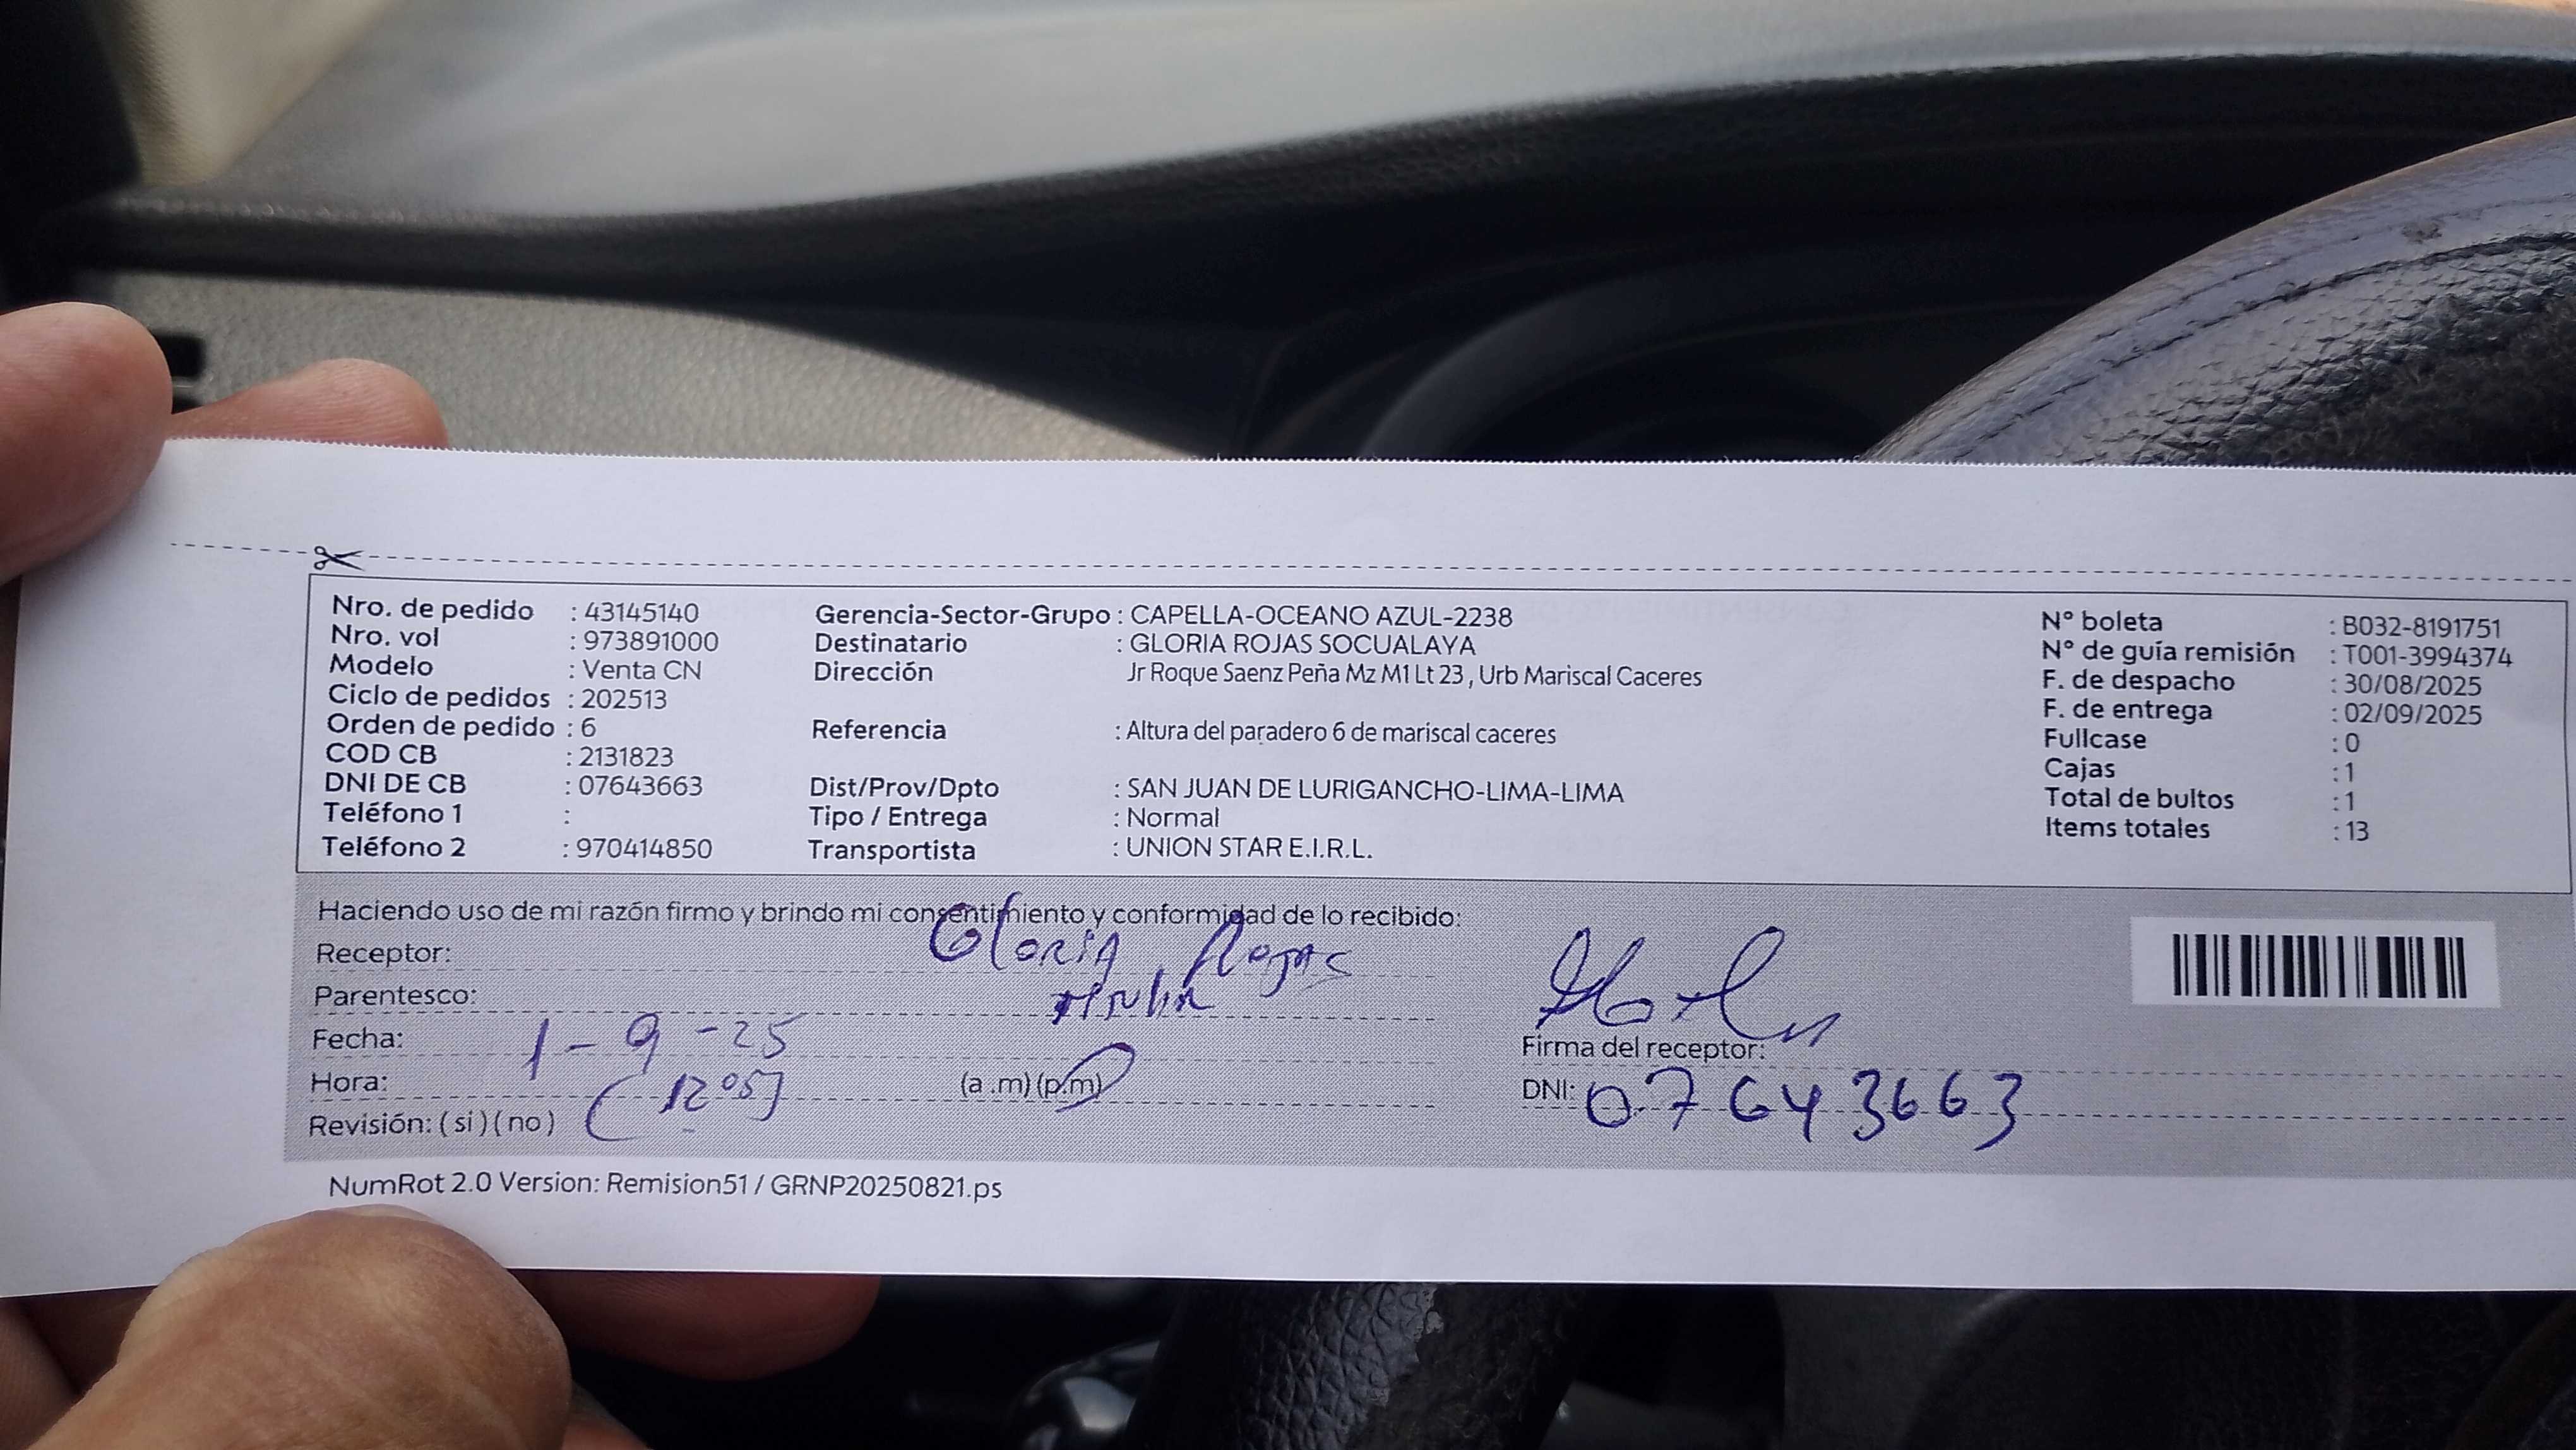 Nro. de pedido : 43145140
Nro. vol : 973891000
Modelo : Venta CN
Ciclo de pedidos : 202513
Orden de pedido : 6
COD CB : 2131823
DNI DE CB : 07643663
Teléfono 1 :
Teléfono 2 : 970414850
Gerencia-Sector-Grupo : CAPELLA-OCEANO AZUL-2238
Destinatario : GLORIA ROJAS SOCUALAYA
Dirección Jr Roque Saenz Peña Mz M1 Lt 23 , Urb Mariscal Caceres
Referencia : Altura del paradero 6 de mariscal caceres
Dist/Prov/Dpto : SAN JUAN DE LURIGANCHO-LIMA-LIMA
Tipo / Entrega : Normal
Transportista : UNION STAR E.I.R.L.
N° boleta : B032-8191751
N° de guía remisión : T001-3994374
F. de despacho : 30/08/2025
F. de entrega : 02/09/2025
Fullcase : 0
Cajas : 1
Total de bultos : 1
Items totales : 13
Haciendo uso de mi razón firmo y brindo mi consentimiento y conformidad de lo recibido:
Receptor: Gloria Rojas
Parentesco:
Fecha: 1-9-25
Hora: 12:05 (a .m) (p.m)
Revisión: ( si ) ( no )
Firma del receptor:
DNI: 07643663
NumRot 2.0 Version: Remision51 / GRNP20250821.ps